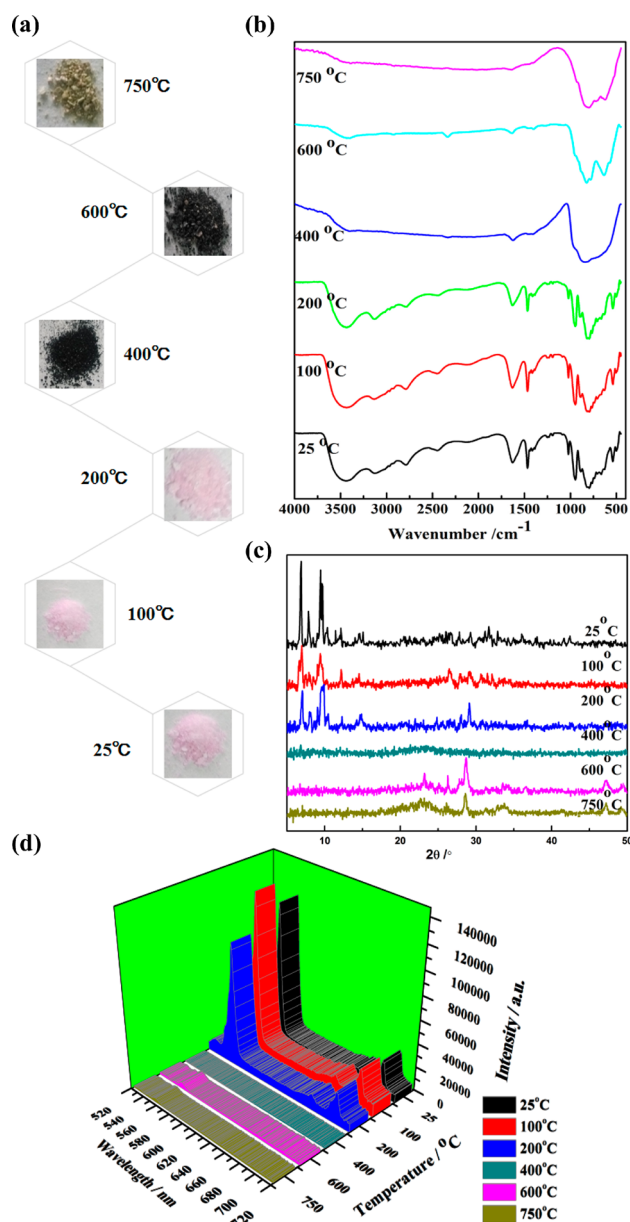 (a)
750℃
600℃
400℃
200℃
100℃
25℃
(b)
750 °C
600 °C
400 °C
200 °C
100 °C
25 °C
4000 3500 3000 2500 2000 1500 1000 500
Wavenumber /cm-1
(c)
25°C
100°C
200°C
400°C
600°C
750°C
10 20 30 40 50
2θ /°
(d)
140000
120000
100000
80000
60000
40000
20000
0
Intensity / a.u.
520
540
560
580
600
620
640
660
680
700
720
Wavelength / nm
25
100
200
400
600
750
Temperature / °C
25°C
100°C
200°C
400°C
600°C
750°C